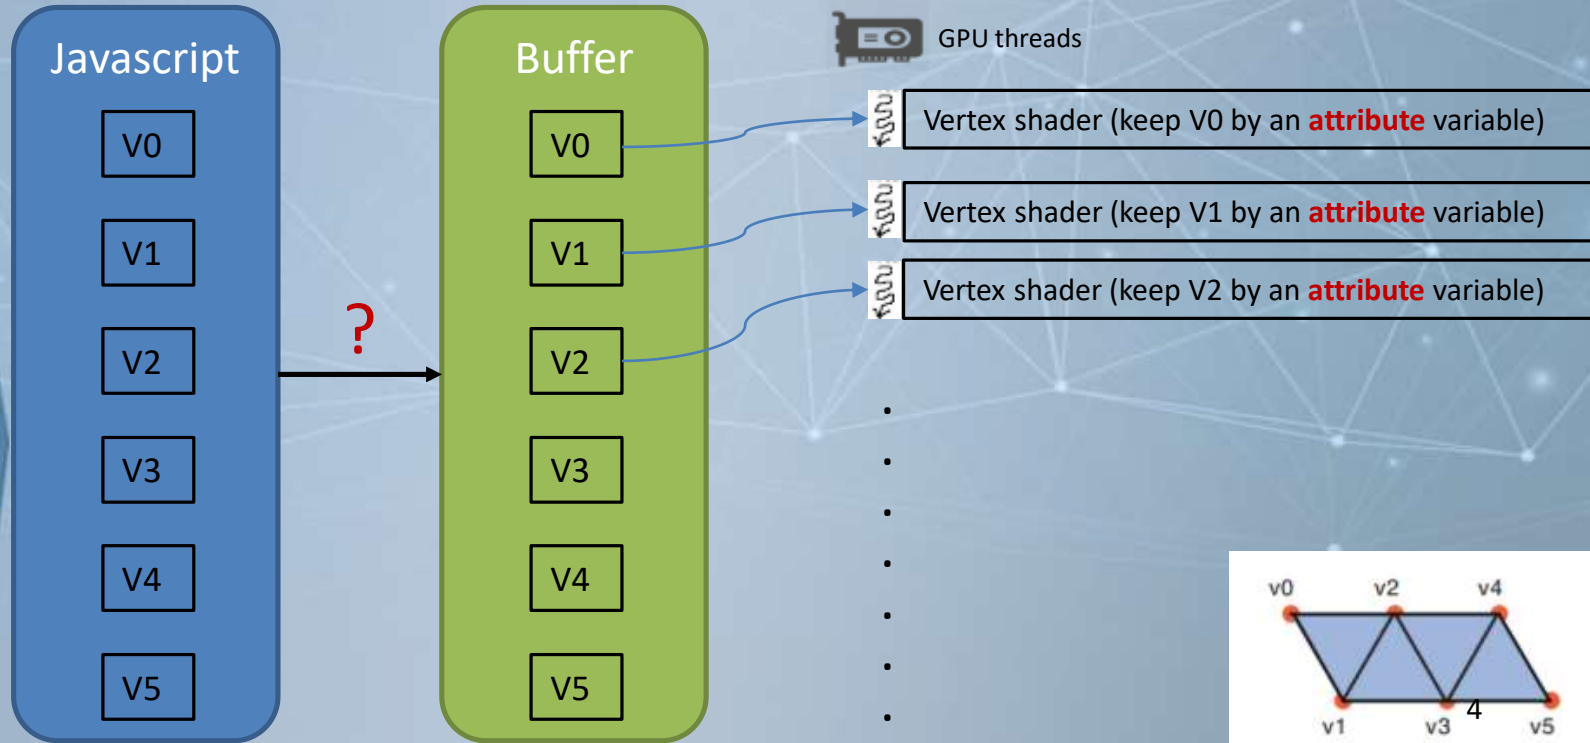 Javascript
V0
V1
V2
V3
V4
V5
?
Buffer
V0
V1
V2
V3
V4
V5
GPU threads
Vertex shader (keep V0 by an attribute variable)
Vertex shader (keep V1 by an attribute variable)
Vertex shader (keep V2 by an attribute variable)
.
.
.
.
.
.
.
v0 v2 v4
v1 v3 v5
4